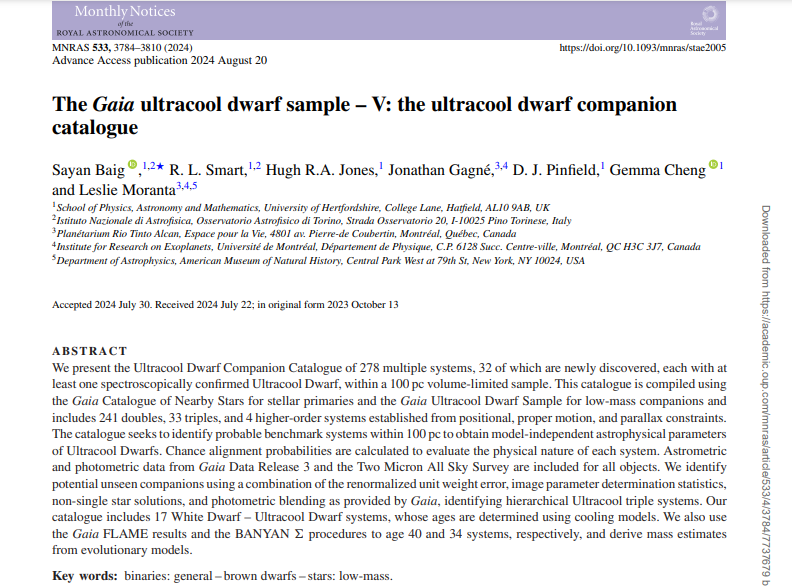 Monthly Notices
of the
ROYAL ASTRONOMICAL SOCIETY
Royal
Astronomical
Society
MNRAS 533, 3784–3810 (2024)
https://doi.org/10.1093/mnras/stae2005
Advance Access publication 2024 August 20
The Gaia ultracool dwarf sample – V: the ultracool dwarf companion
catalogue
Sayan Baig iD,1,2★ R. L. Smart,1,2 Hugh R.A. Jones,1 Jonathan Gagné,3,4 D. J. Pinfield,1 Gemma Cheng iD1
and Leslie Moranta3,4,5
1School of Physics, Astronomy and Mathematics, University of Hertfordshire, College Lane, Hatfield, AL10 9AB, UK
2Istituto Nazionale di Astrofisica, Osservatorio Astrofisico di Torino, Strada Osservatorio 20, I-10025 Pino Torinese, Italy
3Planétarium Rio Tinto Alcan, Espace pour la Vie, 4801 av. Pierre-de Coubertin, Montréal, Québec, Canada
4Institute for Research on Exoplanets, Université de Montréal, Département de Physique, C.P. 6128 Succ. Centre-ville, Montréal, QC H3C 3J7, Canada
5Department of Astrophysics, American Museum of Natural History, Central Park West at 79th St, New York, NY 10024, USA
Accepted 2024 July 30. Received 2024 July 22; in original form 2023 October 13
ABSTRACT
We present the Ultracool Dwarf Companion Catalogue of 278 multiple systems, 32 of which are newly discovered, each with at
least one spectroscopically confirmed Ultracool Dwarf, within a 100 pc volume-limited sample. This catalogue is compiled using
the Gaia Catalogue of Nearby Stars for stellar primaries and the Gaia Ultracool Dwarf Sample for low-mass companions and
includes 241 doubles, 33 triples, and 4 higher-order systems established from positional, proper motion, and parallax constraints.
The catalogue seeks to identify probable benchmark systems within 100 pc to obtain model-independent astrophysical parameters
of Ultracool Dwarfs. Chance alignment probabilities are calculated to evaluate the physical nature of each system. Astrometric
and photometric data from Gaia Data Release 3 and the Two Micron All Sky Survey are included for all objects. We identify
potential unseen companions using a combination of the renormalized unit weight error, image parameter determination statistics,
non-single star solutions, and photometric blending as provided by Gaia, identifying hierarchical Ultracool triple systems. Our
catalogue includes 17 White Dwarf – Ultracool Dwarf systems, whose ages are determined using cooling models. We also use
the Gaia FLAME results and the BANYAN Σ procedures to age 40 and 34 systems, respectively, and derive mass estimates
from evolutionary models.
Key words: binaries: general – brown dwarfs – stars: low-mass.
Downloaded from https://academic.oup.com/mnras/article/533/4/3784/7737679 b